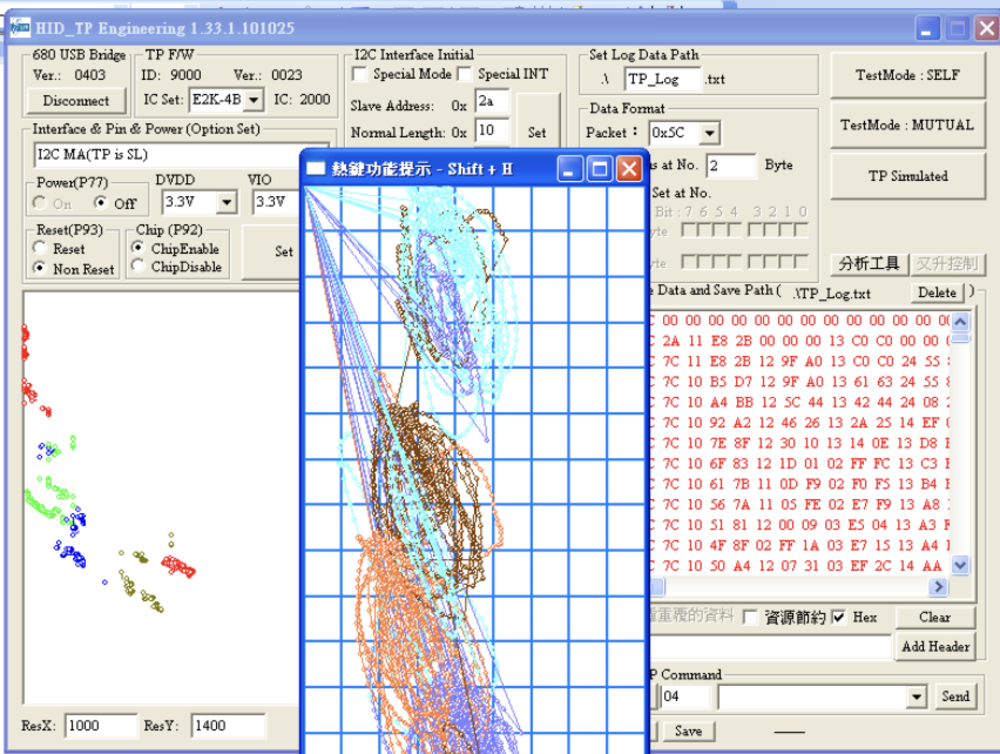 HID_TP Engineering 1.33.1.101025
680 USB Bridge
Ver.: 0403
Disconnect
TP F/W
ID: 9000 Ver.: 0023
IC Set: E2K-4B IC: 2000
I2C Interface Initial
Special Mode Special INT
Slave Address: 0x 2a
Normal Length: 0x 10 Set
Set Log Data Path
.\ TP_Log .txt
Data Format
Packet : 0x5C
s at No. 2 Byte
Set at No.
Bit : 7 6 5 4 3 2 1 0
yte
yte
TestMode : SELF
TestMode : MUTUAL
TP Simulated
分析工具
Interface & Pin & Power (Option Set)
I2C MA(TP is SL)
Power(P77) DVDD VIO
On Off 3.3V 3.3V
Reset(P93) Chip (P92)
Reset ChipEnable
Non Reset ChipDisable
Set
熱鍵功能提示 - Shift + H
e Data and Save Path ( .\TP_Log.txt Delete )
C 00 00 00 00 00 00 00 00 00 00 00 00
C 2A 11 E8 2B 00 00 00 13 C0 C0 00 00
C 7C 11 E8 2B 12 9F A0 13 C0 C0 24 55
C 7C 10 B5 D7 12 9F A0 13 61 63 24 55
C 7C 10 A4 BB 12 5C 44 13 42 44 24 08
C 7C 10 92 A2 12 46 26 13 2A 25 14 EF
C 7C 10 7E 8F 12 30 10 13 14 0E 13 D8
C 7C 10 6F 83 12 1D 01 02 FF FC 13 C3
C 7C 10 61 7B 11 0D F9 02 F0 F5 13 B4
C 7C 10 56 7A 11 05 FE 02 E7 F9 13 A8
C 7C 10 51 81 12 00 09 03 E5 04 13 A3
C 7C 10 4F 8F 02 FF 1A 03 E7 15 13 A4
C 7C 10 50 A4 12 07 31 03 EF 2C 14 AA
重覆的資料 資源節約 Hex Clear
Add Header
P Command
04 Send
Save
ResX: 1000 ResY: 1400